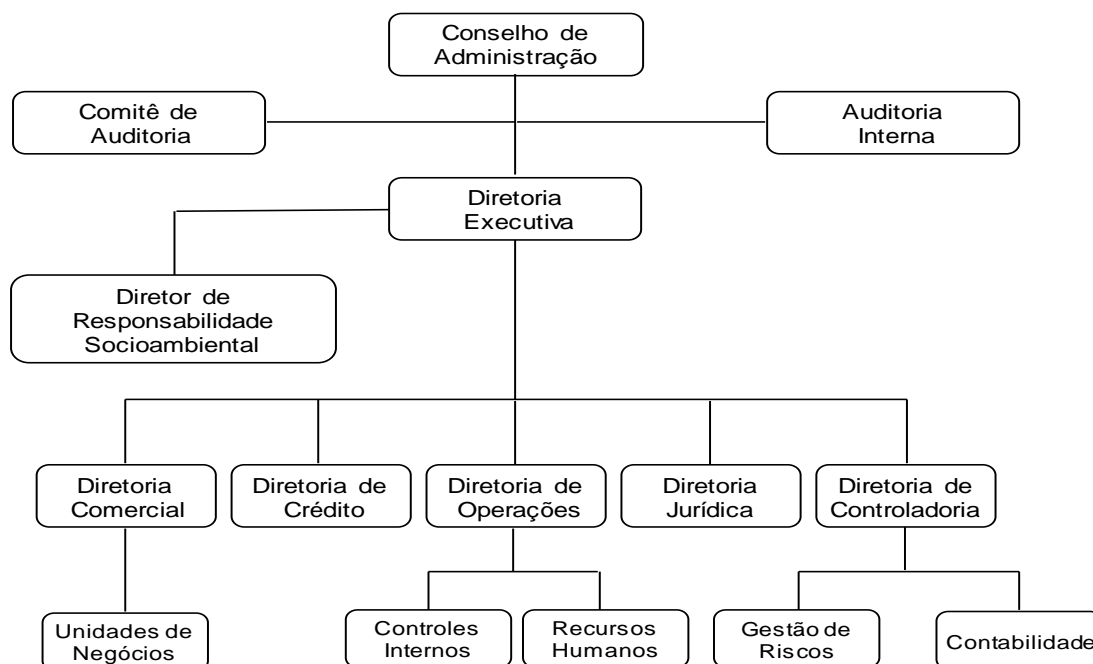 Conselho de
Administração
Comitê de
Auditoria
Auditoria
Interna
Diretoria
Executiva
Diretor de
Responsabilidade
Socioambiental
Diretoria
Comercial
Diretoria de
Crédito
Diretoria de
Operações
Diretoria
Jurídica
Diretoria de
Controladoria
Unidades de
Negócios
Controles
Internos
Recursos
Humanos
Gestão de
Riscos
Contabilidade